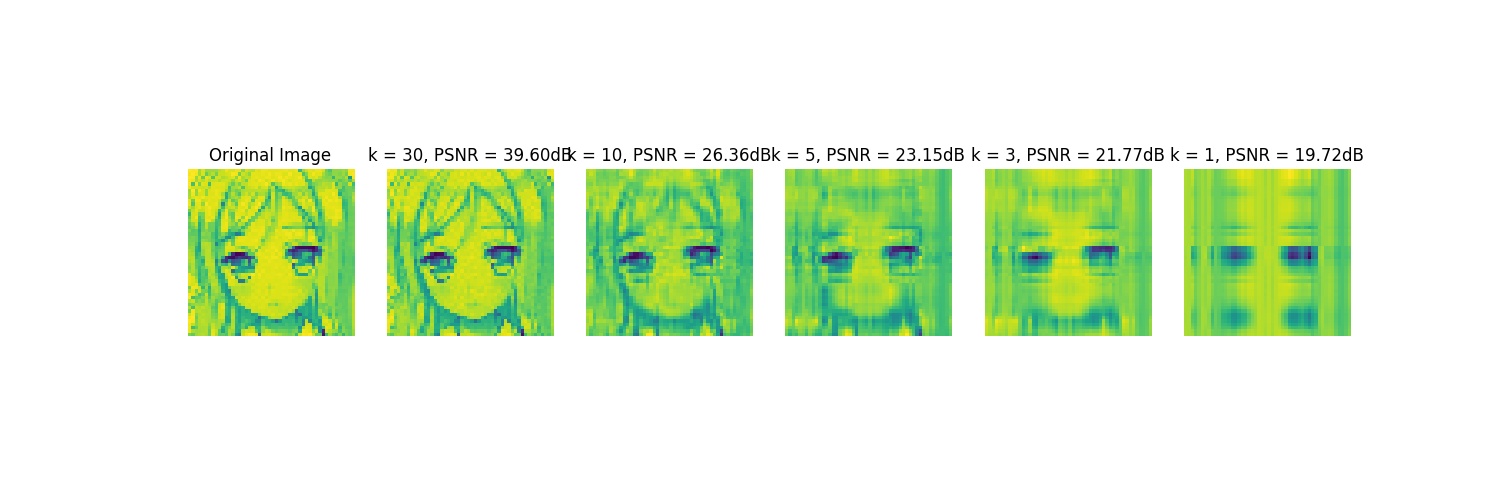 Original Image
k = 30, PSNR = 39.60dB
k = 10, PSNR = 26.36dB
k = 5, PSNR = 23.15dB
k = 3, PSNR = 21.77dB
k = 1, PSNR = 19.72dB